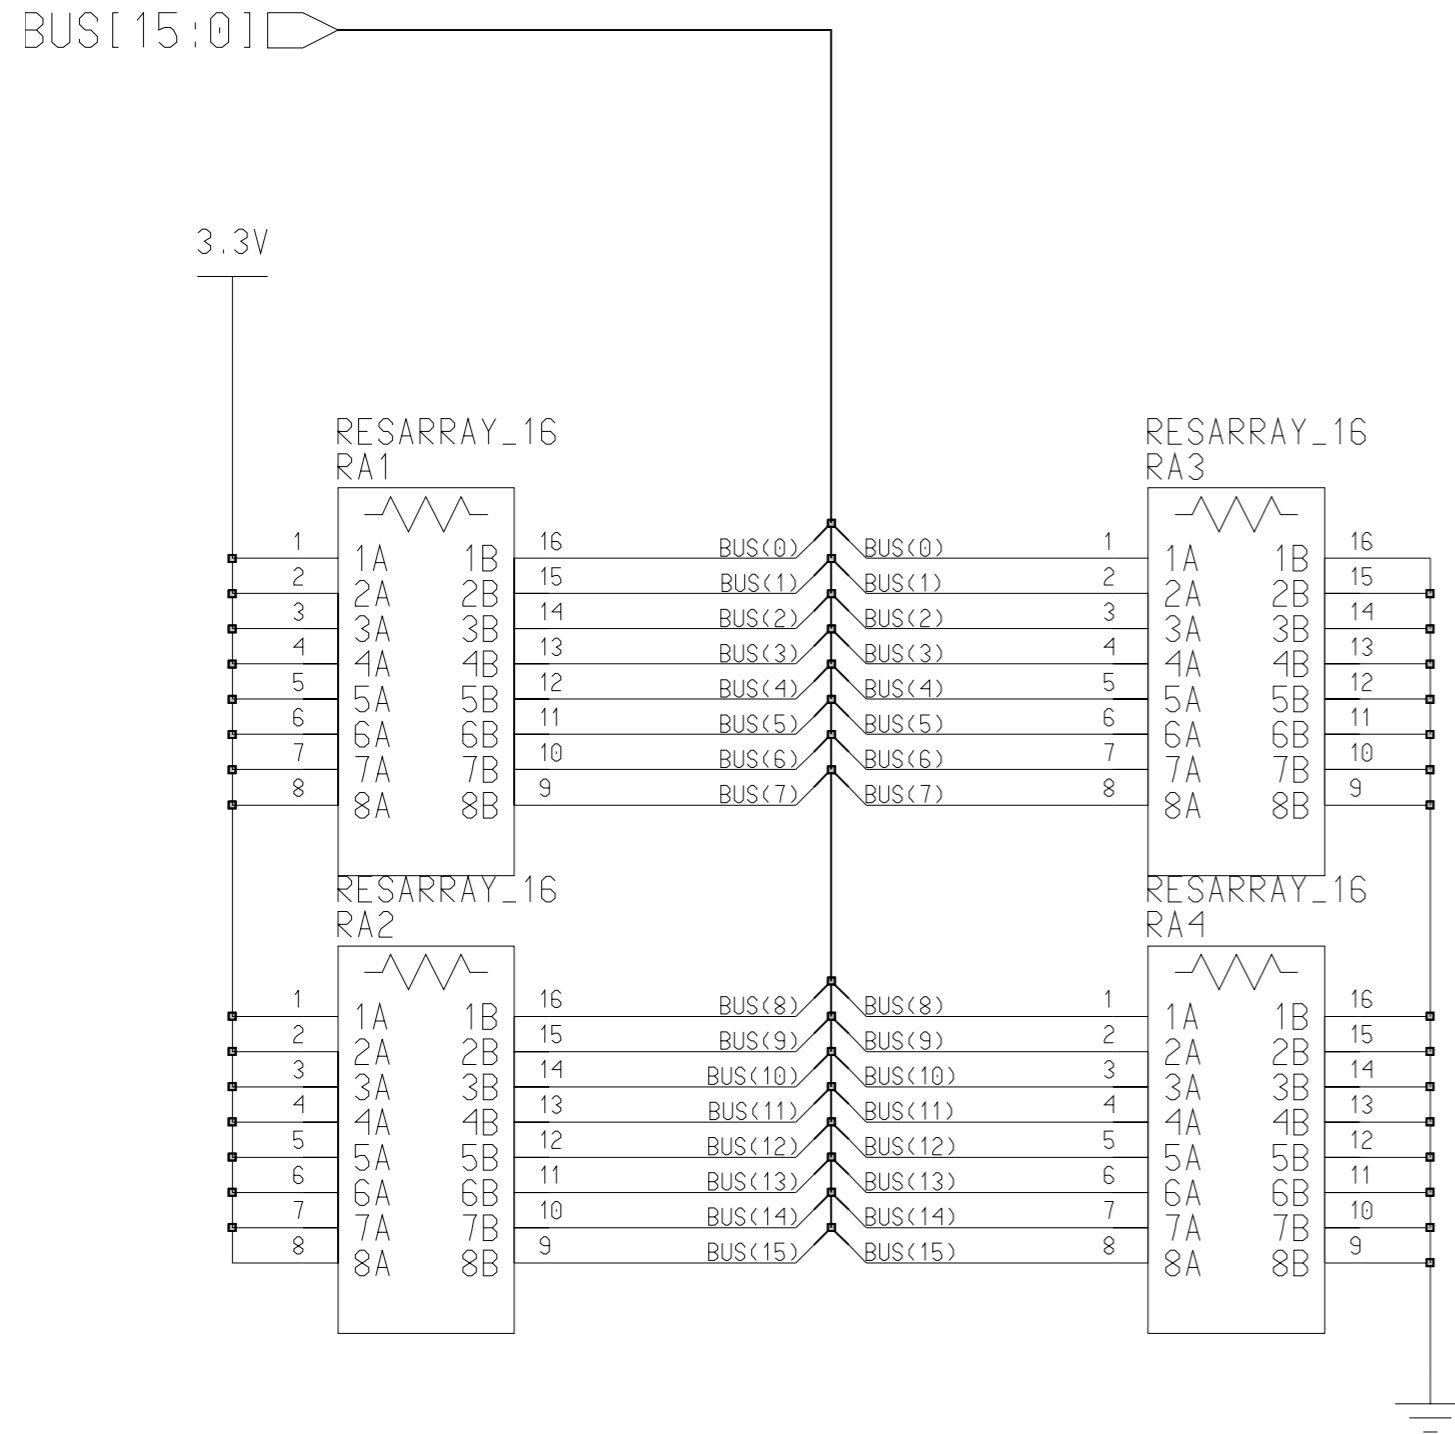 BUS[15:0]
3.3V
RESARRAY_16
RA1
1 1A 1B 16 BUS(0)
2 2A 2B 15 BUS(1)
3 3A 3B 14 BUS(2)
4 4A 4B 13 BUS(3)
5 5A 5B 12 BUS(4)
6 6A 6B 11 BUS(5)
7 7A 7B 10 BUS(6)
8 8A 8B 9 BUS(7)
RESARRAY_16
RA3
BUS(0) 1 1A 1B 16
BUS(1) 2 2A 2B 15
BUS(2) 3 3A 3B 14
BUS(3) 4 4A 4B 13
BUS(4) 5 5A 5B 12
BUS(5) 6 6A 6B 11
BUS(6) 7 7A 7B 10
BUS(7) 8 8A 8B 9
RESARRAY_16
RA2
1 1A 1B 16 BUS(8)
2 2A 2B 15 BUS(9)
3 3A 3B 14 BUS(10)
4 4A 4B 13 BUS(11)
5 5A 5B 12 BUS(12)
6 6A 6B 11 BUS(13)
7 7A 7B 10 BUS(14)
8 8A 8B 9 BUS(15)
RESARRAY_16
RA4
BUS(8) 1 1A 1B 16
BUS(9) 2 2A 2B 15
BUS(10) 3 3A 3B 14
BUS(11) 4 4A 4B 13
BUS(12) 5 5A 5B 12
BUS(13) 6 6A 6B 11
BUS(14) 7 7A 7B 10
BUS(15) 8 8A 8B 9